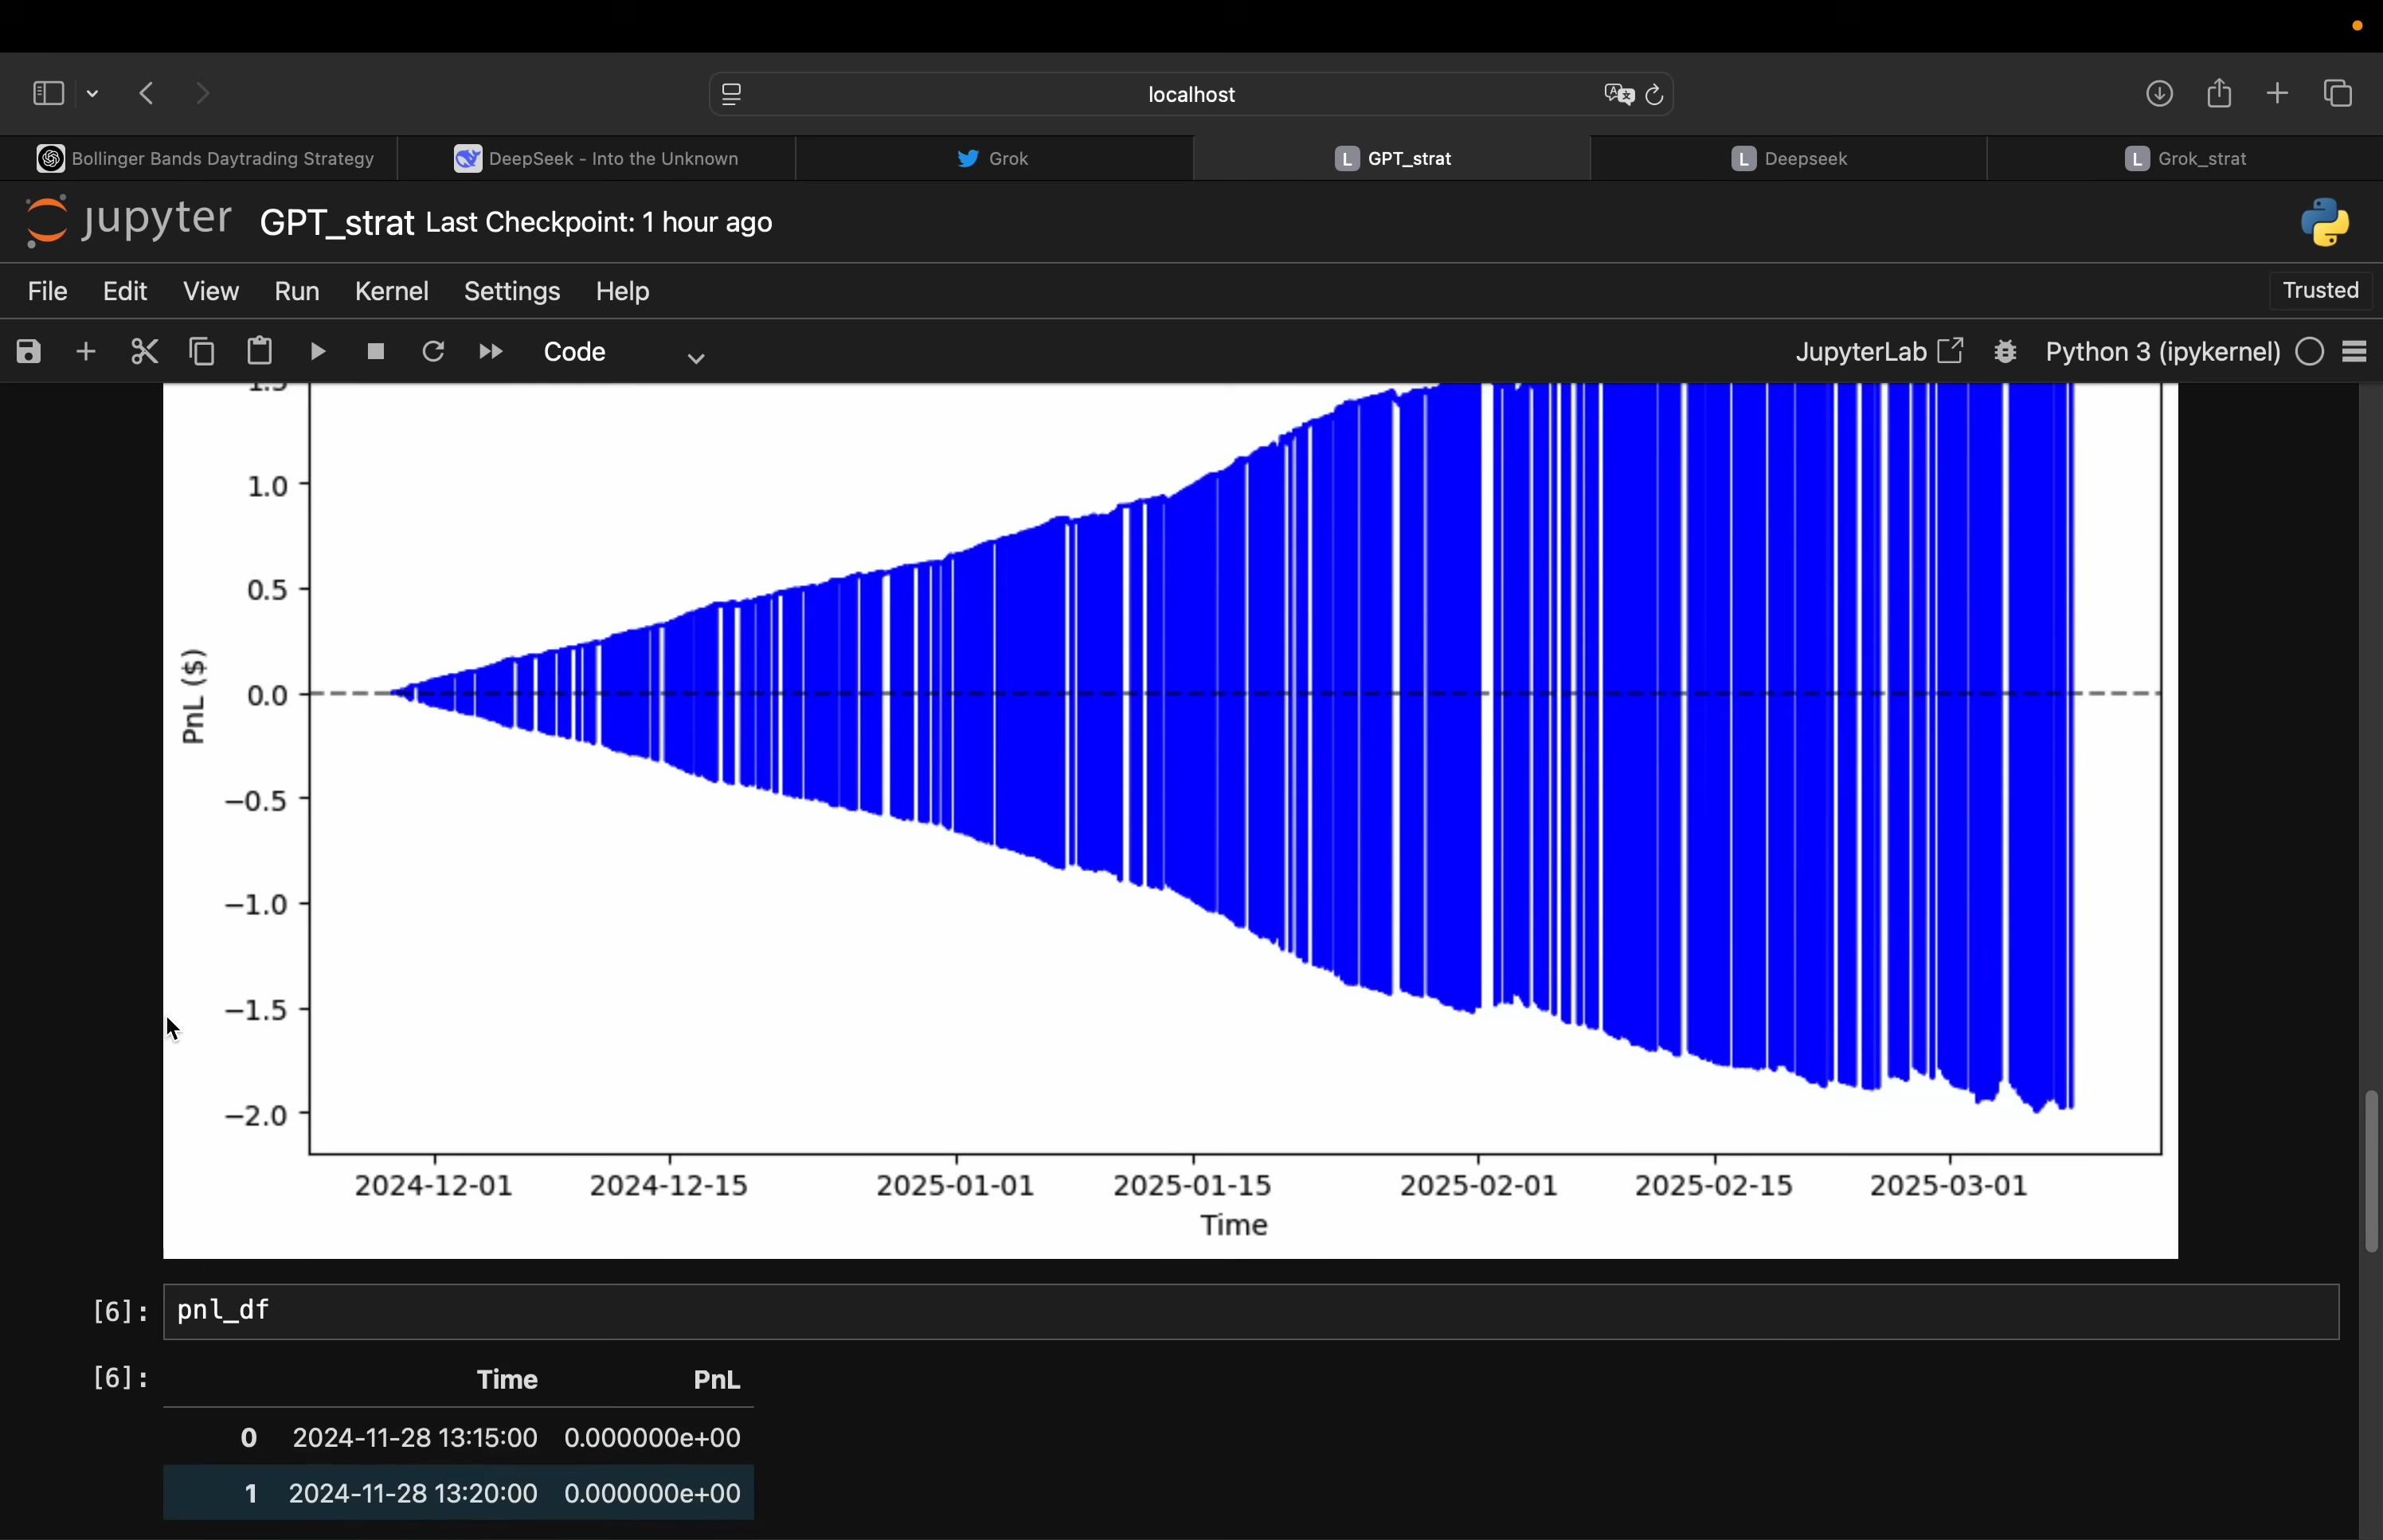 localhost
Bollinger Bands Daytrading Strategy
DeepSeek - Into the Unknown
Grok
L GPT_strat
L Deepseek
L Grok_strat
jupyter GPT_strat Last Checkpoint: 1 hour ago
File Edit View Run Kernel Settings Help Trusted
Code JupyterLab Python 3 (ipykernel)
1.0
0.5
0.0
−0.5
−1.0
−1.5
−2.0
PnL ($)
2024-12-01 2024-12-15 2025-01-01 2025-01-15 2025-02-01 2025-02-15 2025-03-01
Time
[6]: pnl_df
[6]: Time PnL
0 2024-11-28 13:15:00 0.000000e+00
1 2024-11-28 13:20:00 0.000000e+00